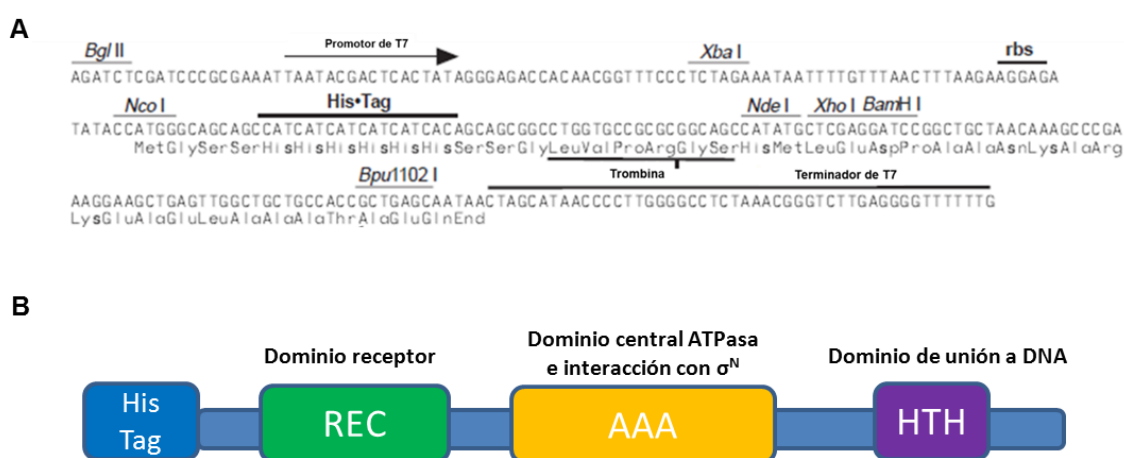 A
Bgl II Promotor de T7 Xba I rbs
AGATCTCGATCCCGCGAAATTAATACGACTCACTATAGGGAGACCACAACGGTTTCCCTCTAGAAATAATTTTGTTTAACTTTAAGAAGGAGA
Nco I His•Tag Nde I Xho I BamH I
TATACCATGGGCAGCAGCCATCATCATCATCATCACAGCAGCGGCCTGGTGCCGCGCGGCAGCCATATGCTCGAGGATCCGGCTGCTAACAAAGCCCGA
MetGlySerSerHisHisHisHisHisHisSerSerGlyLeuValProArgGlySerHisMetLeuGluAspProAlaAlaAsnLysAlaArg
Bpu1102 I Trombina Terminador de T7
AAGGAAGCTGAGTTGGCTGCTGCCACCGCTGAGCAATAACTAGCATAACCCCTTGGGGCCTCTAAACGGGTCTTGAGGGGTTTTTTG
LysGluAlaGluLeuAlaAlaAlaThrAlaGluGlnEnd
B
Dominio receptor
Dominio central ATPasa
e interacción con σᴺ
Dominio de unión a DNA
His
Tag
REC
AAA
HTH